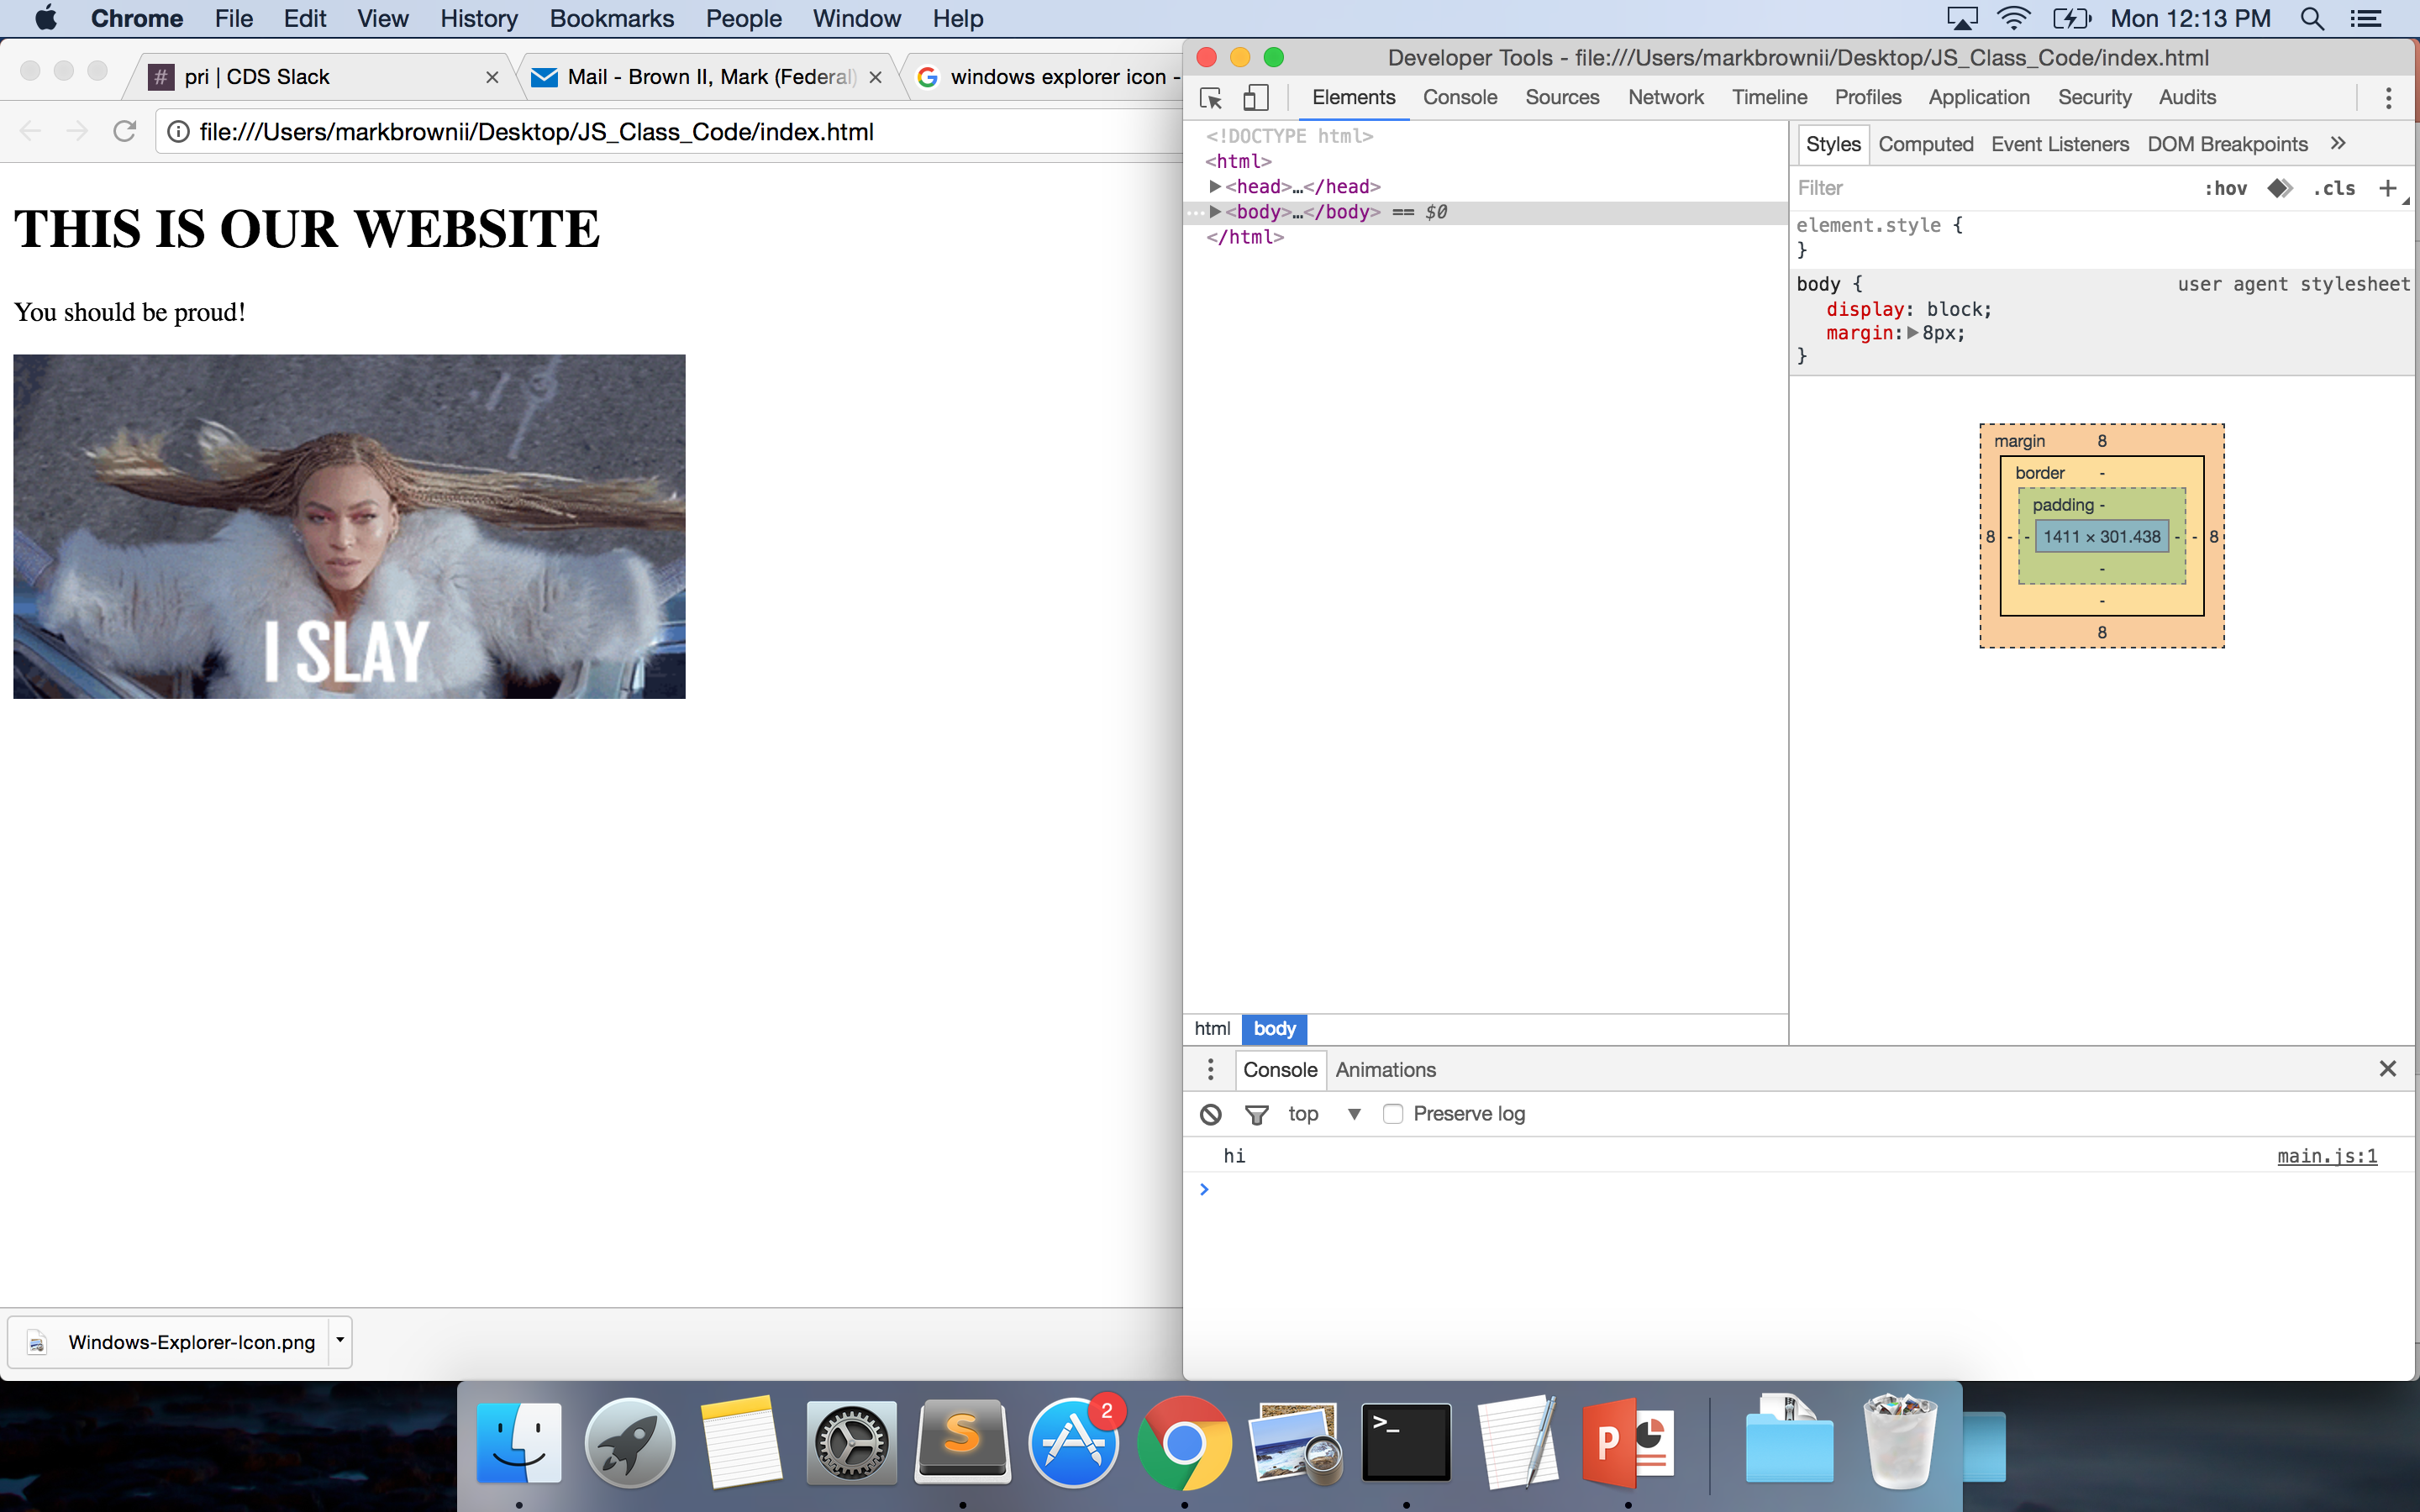 Chrome File Edit View History Bookmarks People Window Help Mon 12:13 PM
# pri | CDS Slack × Mail - Brown II, Mark (Federal) × windows explorer icon -
file:///Users/markbrownii/Desktop/JS_Class_Code/index.html
THIS IS OUR WEBSITE
You should be proud!
I SLAY
Windows-Explorer-Icon.png
Developer Tools - file:///Users/markbrownii/Desktop/JS_Class_Code/index.html
Elements Console Sources Network Timeline Profiles Application Security Audits
<!DOCTYPE html>
<html>
<head>…</head>
<body>…</body> == $0
</html>
html body
Styles Computed Event Listeners DOM Breakpoints »
Filter :hov .cls +
element.style {
}
body { user agent stylesheet
display: block;
margin: 8px;
}
margin 8
border -
padding -
8 - - 1411 × 301.438 - - 8
-
-
8
Console Animations
top Preserve log
hi main.js:1
>
S 2 >_ P